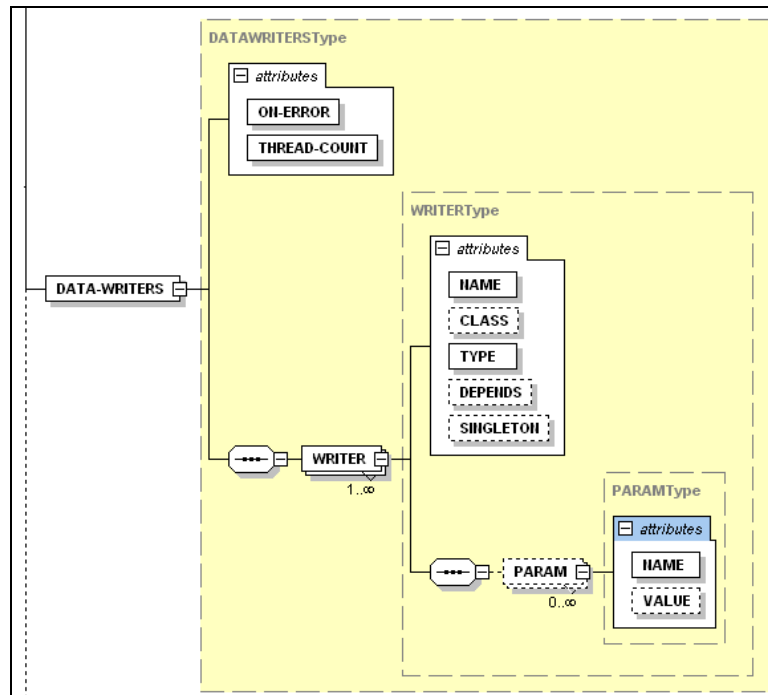 DATAWRITERSType
attributes
ON-ERROR
THREAD-COUNT
WRITERType
attributes
NAME
DATA-WRITERS
CLASS
TYPE
DEPENDS
SINGLETON
WRITER
1..∞
PARAMType
attributes
PARAM
0..∞
NAME
VALUE